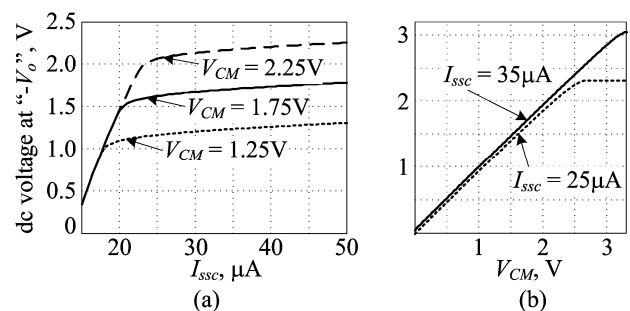 dc voltage at “-Vo”, V
2.5
2.0
1.5
1.0
0.5
0
VCM = 2.25V
VCM = 1.75V
VCM = 1.25V
20 30 40 50
Issc, μA
(a)
3
2
1
Issc = 35μA
Issc = 25μA
1 2 3
VCM, V
(b)